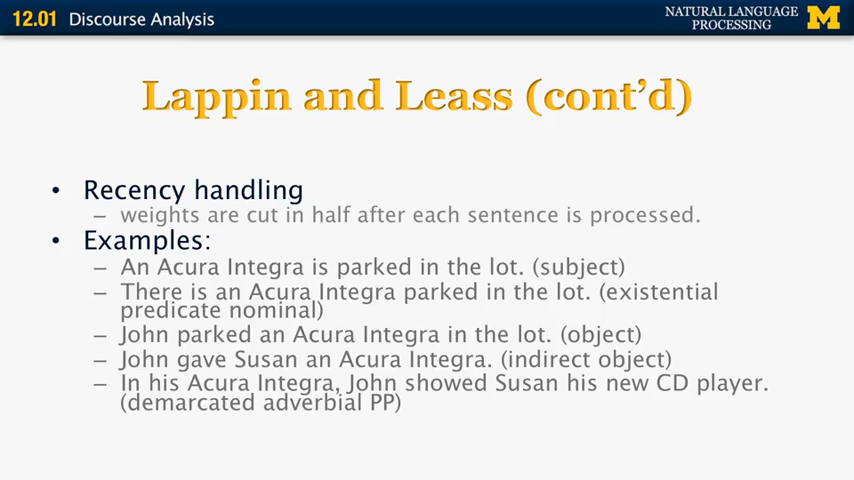 12.01 Discourse Analysis
NATURAL LANGUAGE
PROCESSING
M
Lappin and Leass (cont'd)
• Recency handling
– weights are cut in half after each sentence is processed.
• Examples:
– An Acura Integra is parked in the lot. (subject)
– There is an Acura Integra parked in the lot. (existential
predicate nominal)
– John parked an Acura Integra in the lot. (object)
– John gave Susan an Acura Integra. (indirect object)
– In his Acura Integra, John showed Susan his new CD player.
(demarcated adverbial PP)